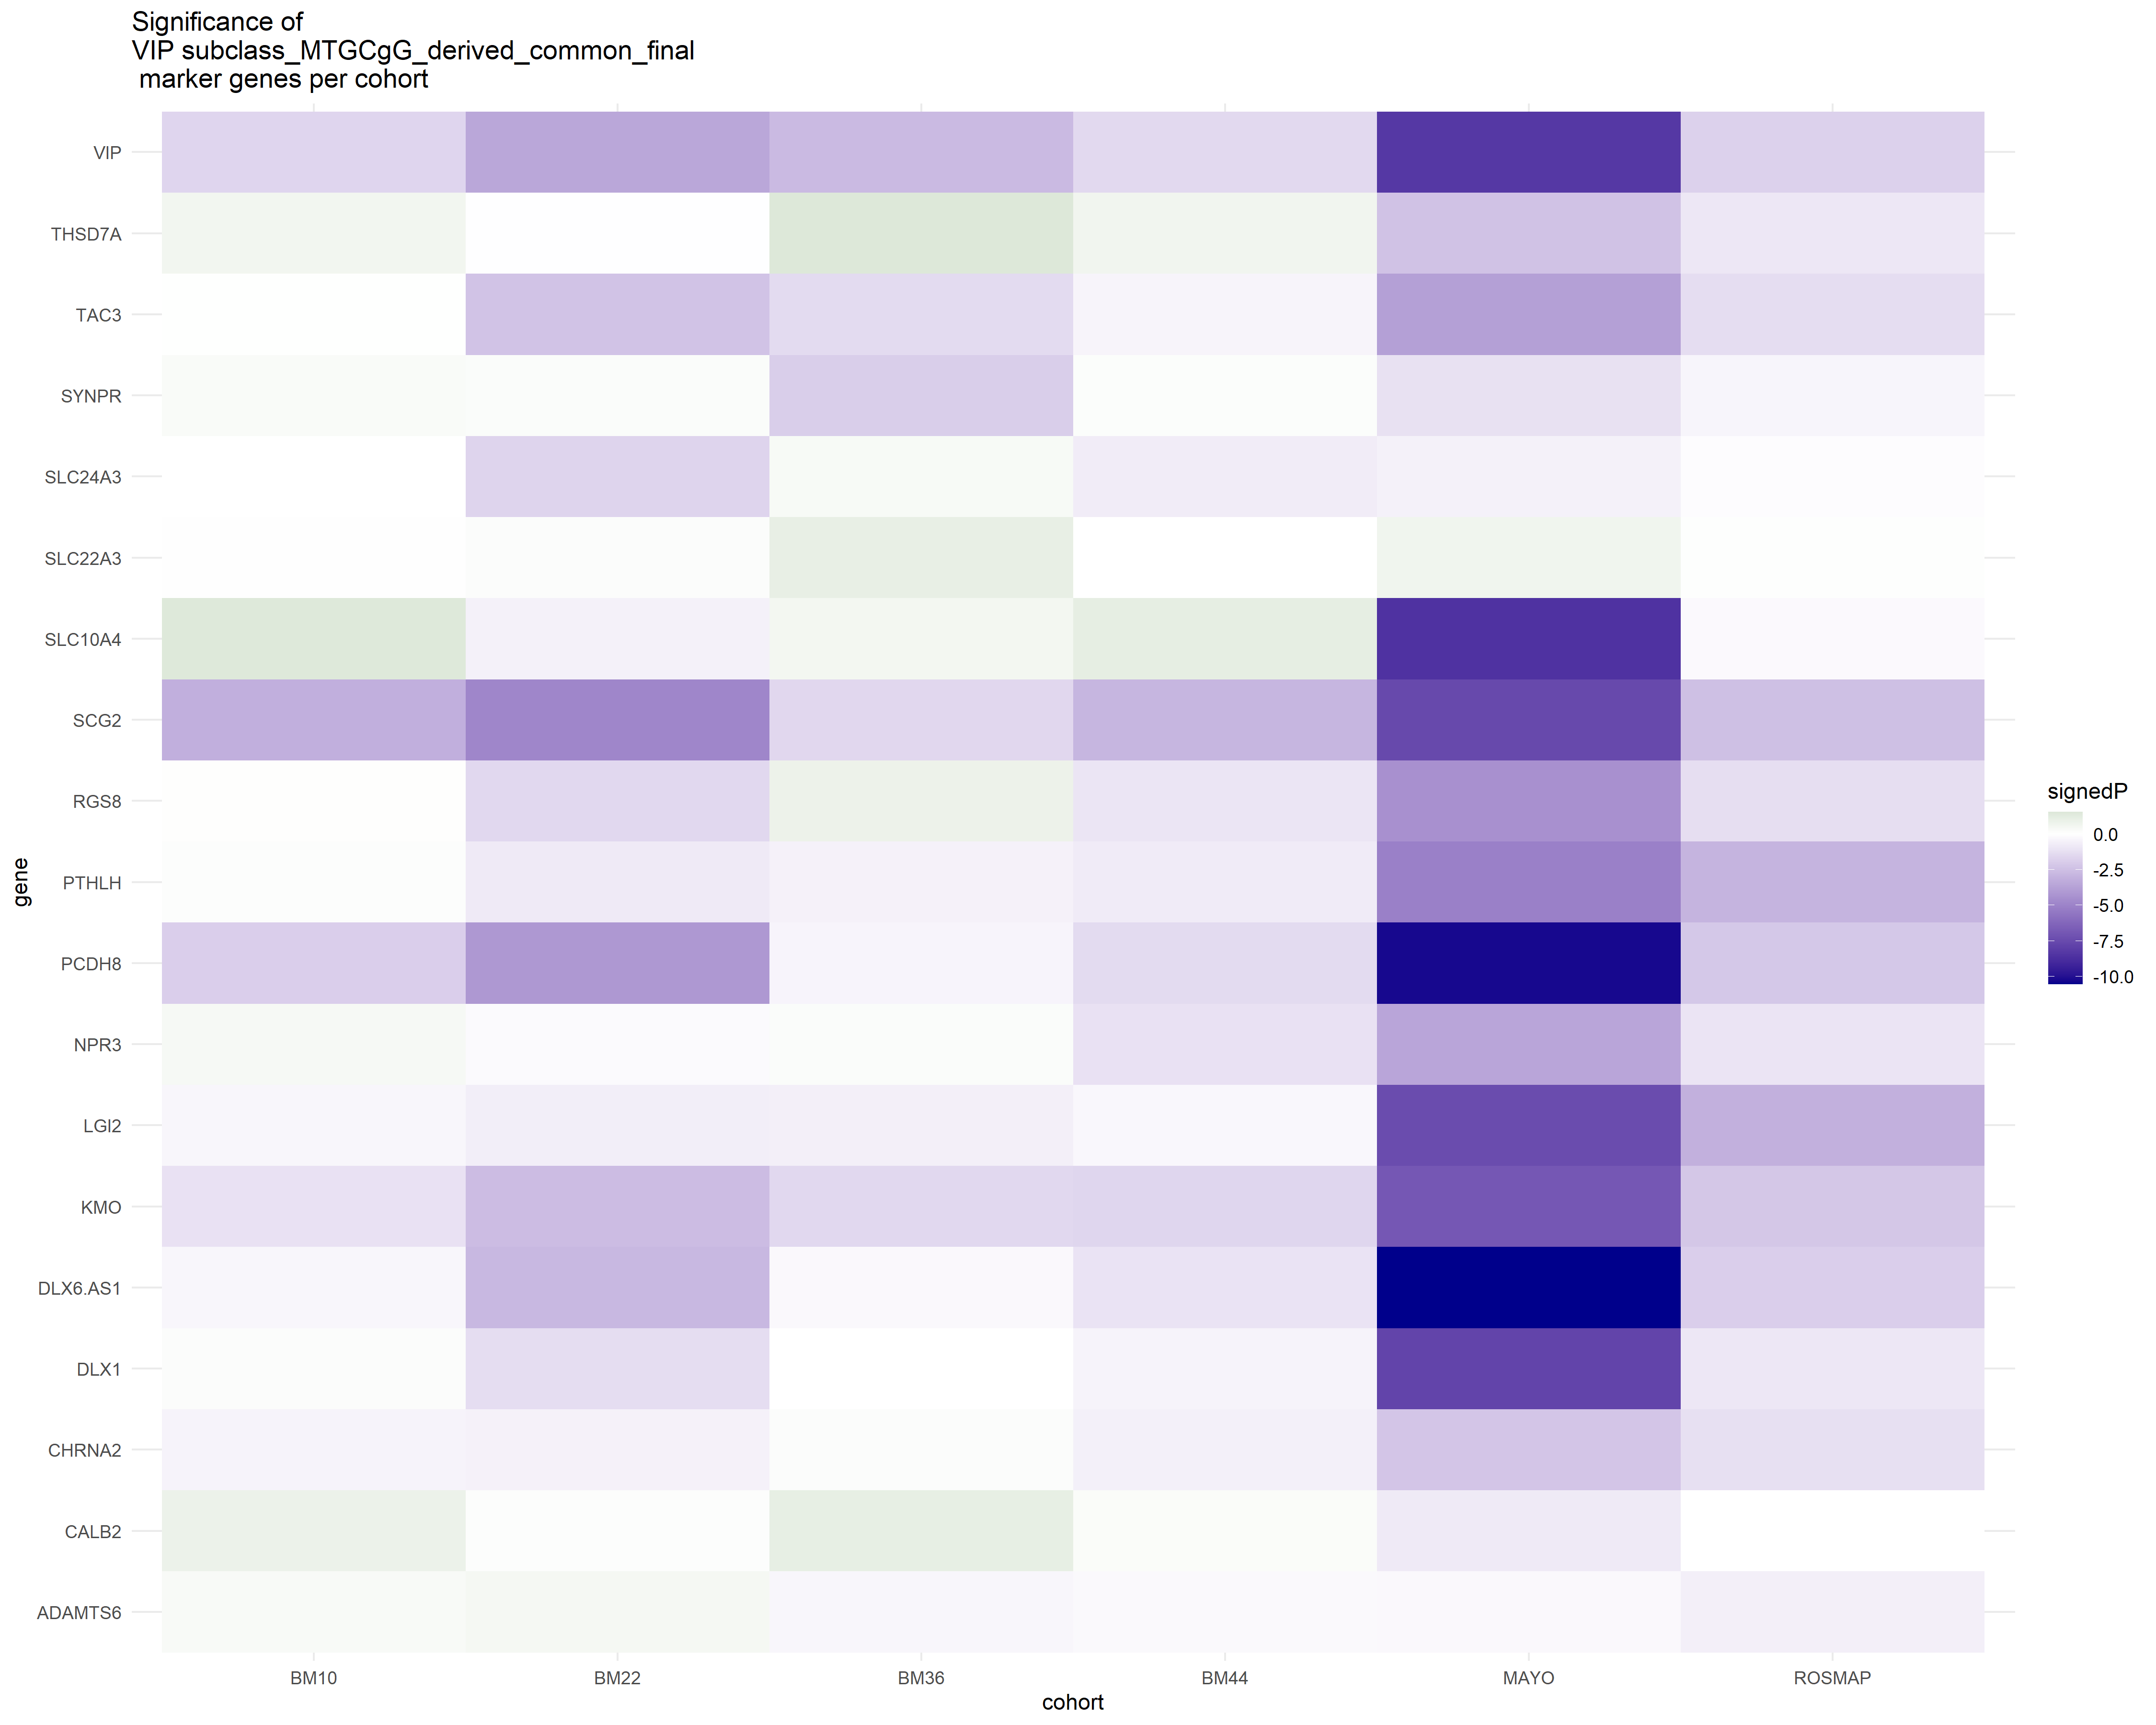 Significance of
VIP subclass_MTGCgG_derived_common_final
marker genes per cohort
VIP
THSD7A
TAC3
SYNPR
SLC24A3
SLC22A3
SLC10A4
SCG2
RGS8
PTHLH
PCDH8
NPR3
LGI2
KMO
DLX6.AS1
DLX1
CHRNA2
CALB2
ADAMTS6
gene
BM10 BM22 BM36 BM44 MAYO ROSMAP
cohort
signedP
0.0
-2.5
-5.0
-7.5
-10.0